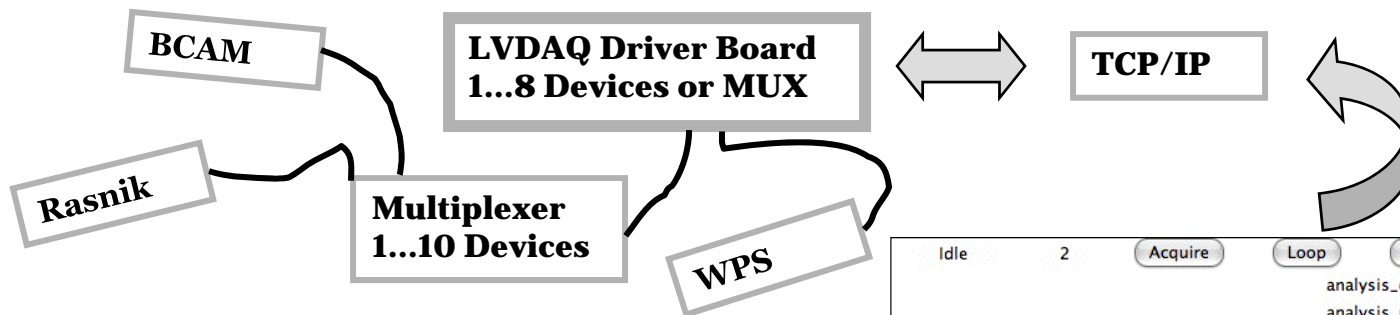 BCAM
LVDAQ Driver Board
1...8 Devices or MUX
TCP/IP
Rasnik
Multiplexer
1...10 Devices
WPS
Idle 2 Acquire Loop